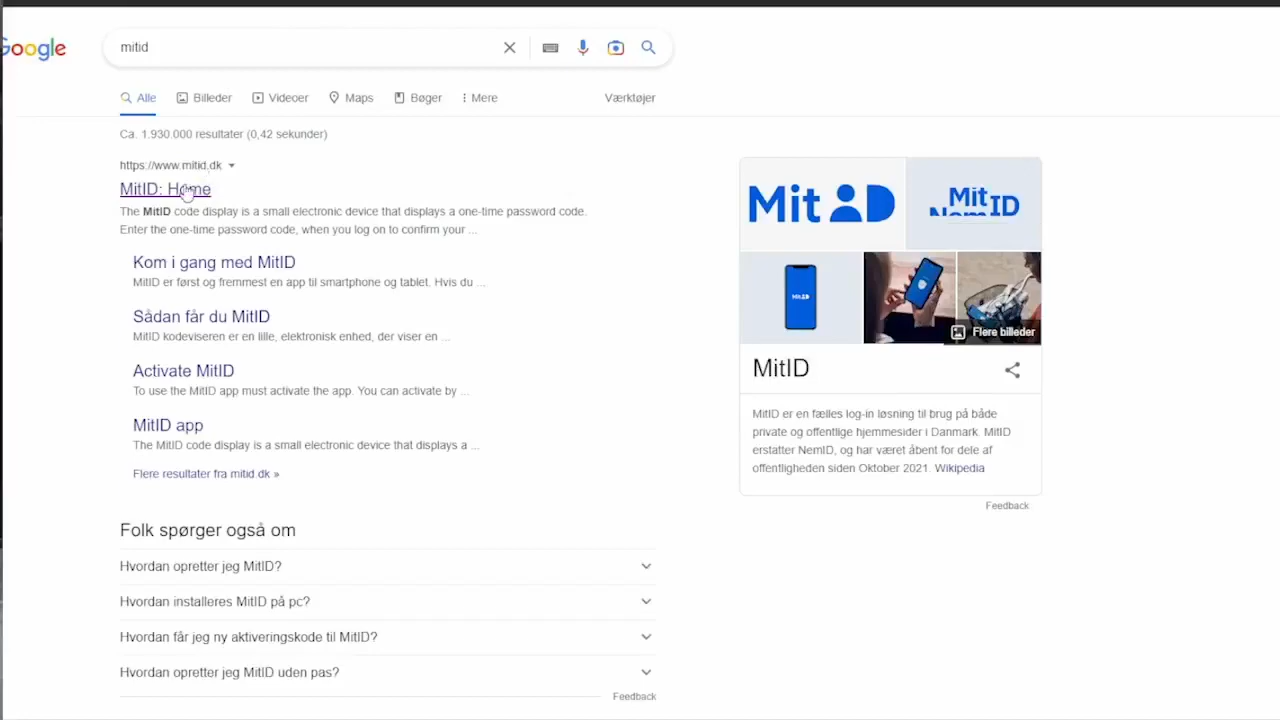 Google
mitid
Alle
Billeder
Videoer
Maps
Bøger
Mere
Værktøjer
Ca. 1.930.000 resultater (0,42 sekunder)
https://www.mitid.dk
MitID: Home
The MitID code display is a small electronic device that displays a one-time password code.
Enter the one-time password code, when you log on to confirm your ...
Kom i gang med MitID
MitID er først og fremmest en app til smartphone og tablet. Hvis du ...
Sådan får du MitID
MitID kodeviseren er en lille, elektronisk enhed, der viser en ...
Activate MitID
To use the MitID app must activate the app. You can activate by ...
MitID app
The MitID code display is a small electronic device that displays a ...
Flere resultater fra mitid.dk »
Folk spørger også om
Hvordan opretter jeg MitID?
Hvordan installeres MitID på pc?
Hvordan får jeg ny aktiveringskode til MitID?
Hvordan opretter jeg MitID uden pas?
Feedback
Mit ID
Mit
NemID
Mit ID
Flere billeder
MitID
MitID er en fælles log-in løsning til brug på både
private og offentlige hjemmesider i Danmark. MitID
erstatter NemID, og har været åbent for dele af
offentligheden siden Oktober 2021. Wikipedia
Feedback